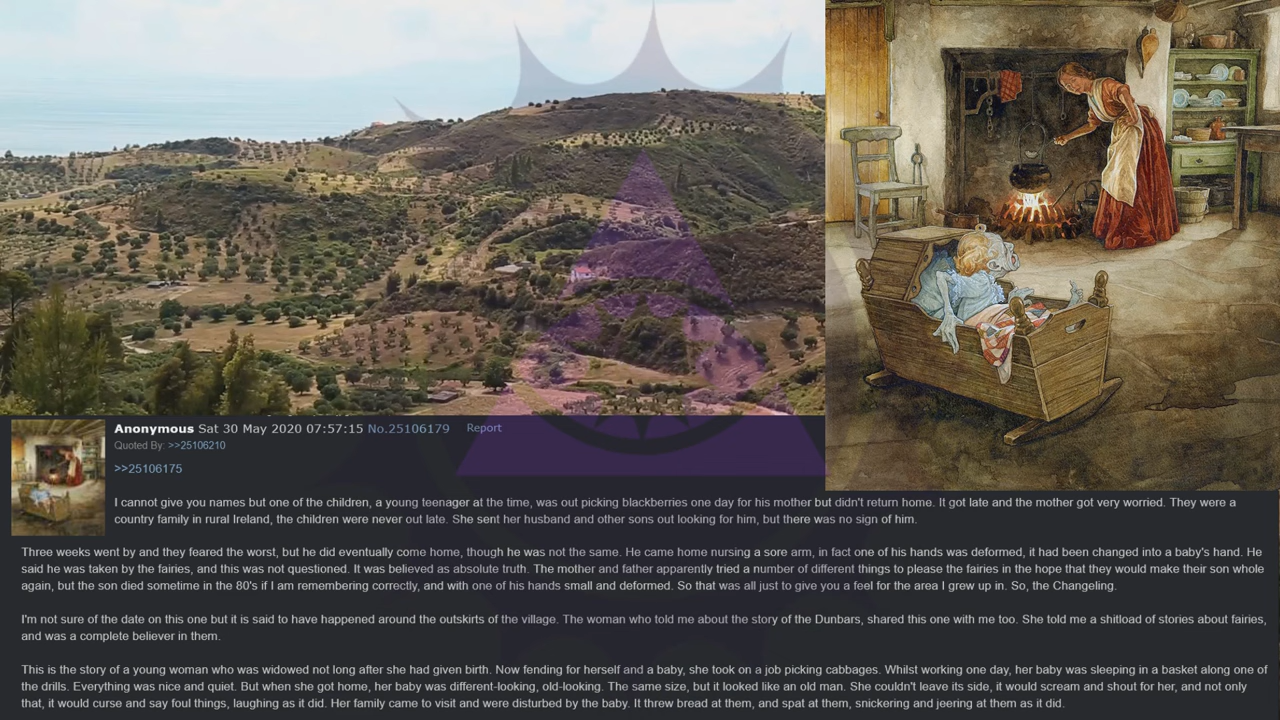 Anonymous Sat 30 May 2020 07:57:15 No.25106179 Report
Quoted By: >>25106210
>>25106175
I cannot give you names but one of the children, a young teenager at the time, was out picking blackberries one day for his mother but didn't return home. It got late and the mother got very worried. They were a
country family in rural Ireland, the children were never out late. She sent her husband and other sons out looking for him, but there was no sign of him.
Three weeks went by and they feared the worst, but he did eventually come home, though he was not the same. He came home nursing a sore arm, in fact one of his hands was deformed, it had been changed into a baby's hand. He
said he was taken by the fairies, and this was not questioned. It was believed as absolute truth. The mother and father apparently tried a number of different things to please the fairies in the hope that they would make their son whole
again, but the son died sometime in the 80's if I am remembering correctly, and with one of his hands small and deformed. So that was all just to give you a feel for the area I grew up in. So, the Changeling.
I'm not sure of the date on this one but it is said to have happened around the outskirts of the village. The woman who told me about the story of the Dunbars, shared this one with me too. She told me a shitload of stories about fairies,
and was a complete believer in them.
This is the story of a young woman who was widowed not long after she had given birth. Now fending for herself and a baby, she took on a job picking cabbages. Whilst working one day, her baby was sleeping in a basket along one of
the drills. Everything was nice and quiet. But when she got home, her baby was different-looking, old-looking. The same size, but it looked like an old man. She couldn't leave its side, it would scream and shout for her, and not only
that, it would curse and say foul things, laughing as it did. Her family came to visit and were disturbed by the baby. It threw bread at them, and spat at them, snickering and jeering at them as it did.